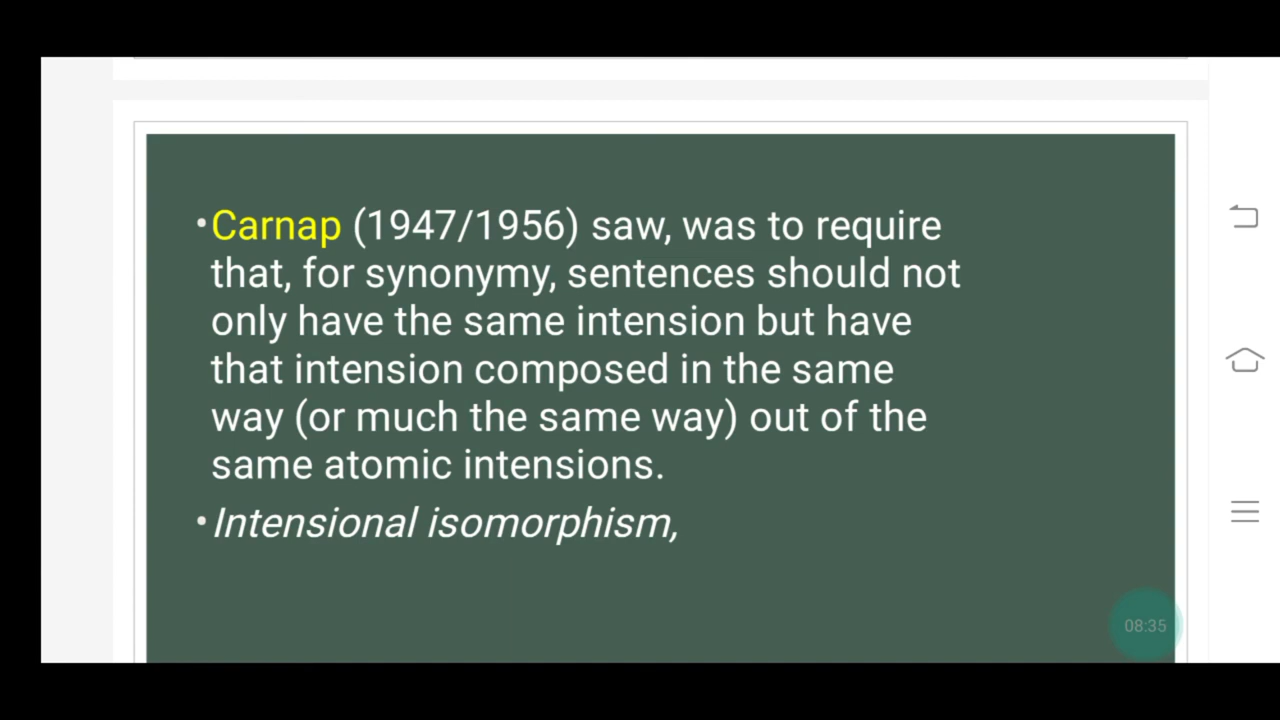 •Carnap (1947/1956) saw, was to require
that, for synonymy, sentences should not
only have the same intension but have
that intension composed in the same
way (or much the same way) out of the
same atomic intensions.
•Intensional isomorphism,
08:35